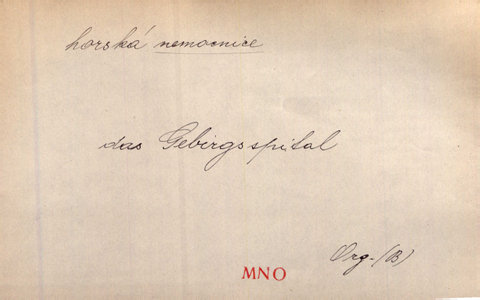 horská nemocnice
das Gebirgsspital
Org. (B)
MNO